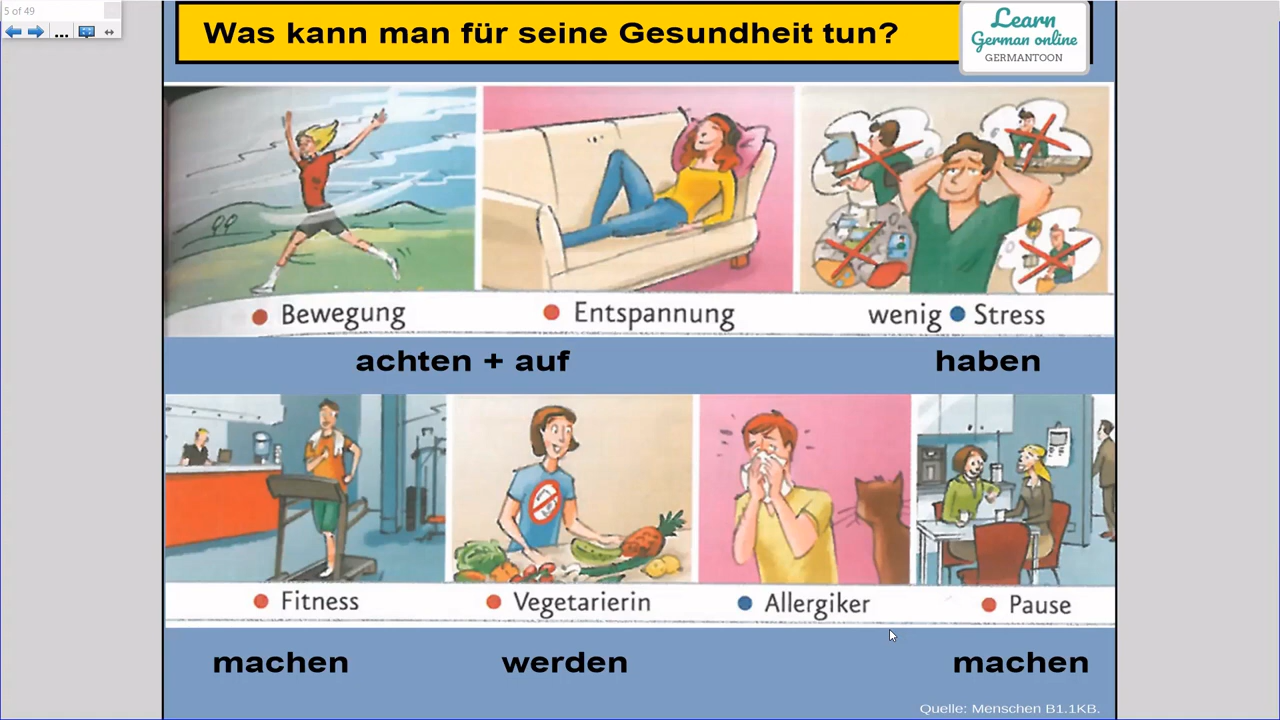 5 of 49
...
Was kann man für seine Gesundheit tun?
Learn
German online
GERMANTOON
Bewegung
Entspannung
wenig Stress
achten + auf
haben
Fitness
Vegetarierin
Allergiker
Pause
machen
werden
machen
Quelle: Menschen B1.1KB.